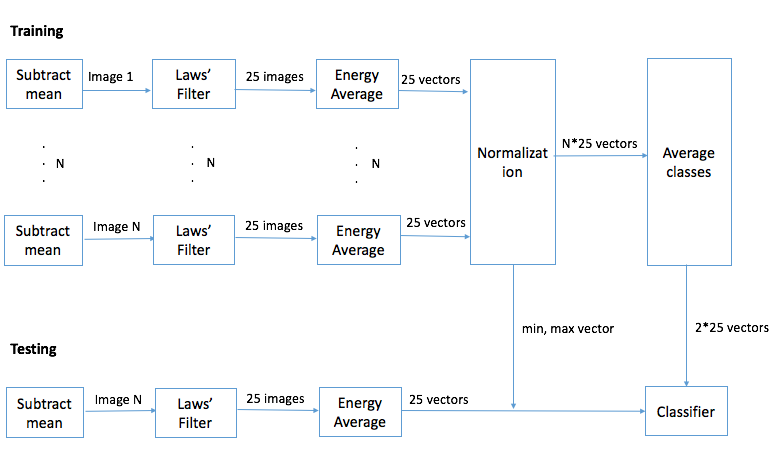 Training
Subtract
mean
Image 1
Laws’
Filter
25 images
Energy
Average
25 vectors
Normalizat
ion
N*25 vectors
Average
classes
N
N
N
Subtract
mean
Image N
Laws’
Filter
25 images
Energy
Average
25 vectors
min, max vector
2*25 vectors
Testing
Subtract
mean
Image N
Laws’
Filter
25 images
Energy
Average
25 vectors
Classifier